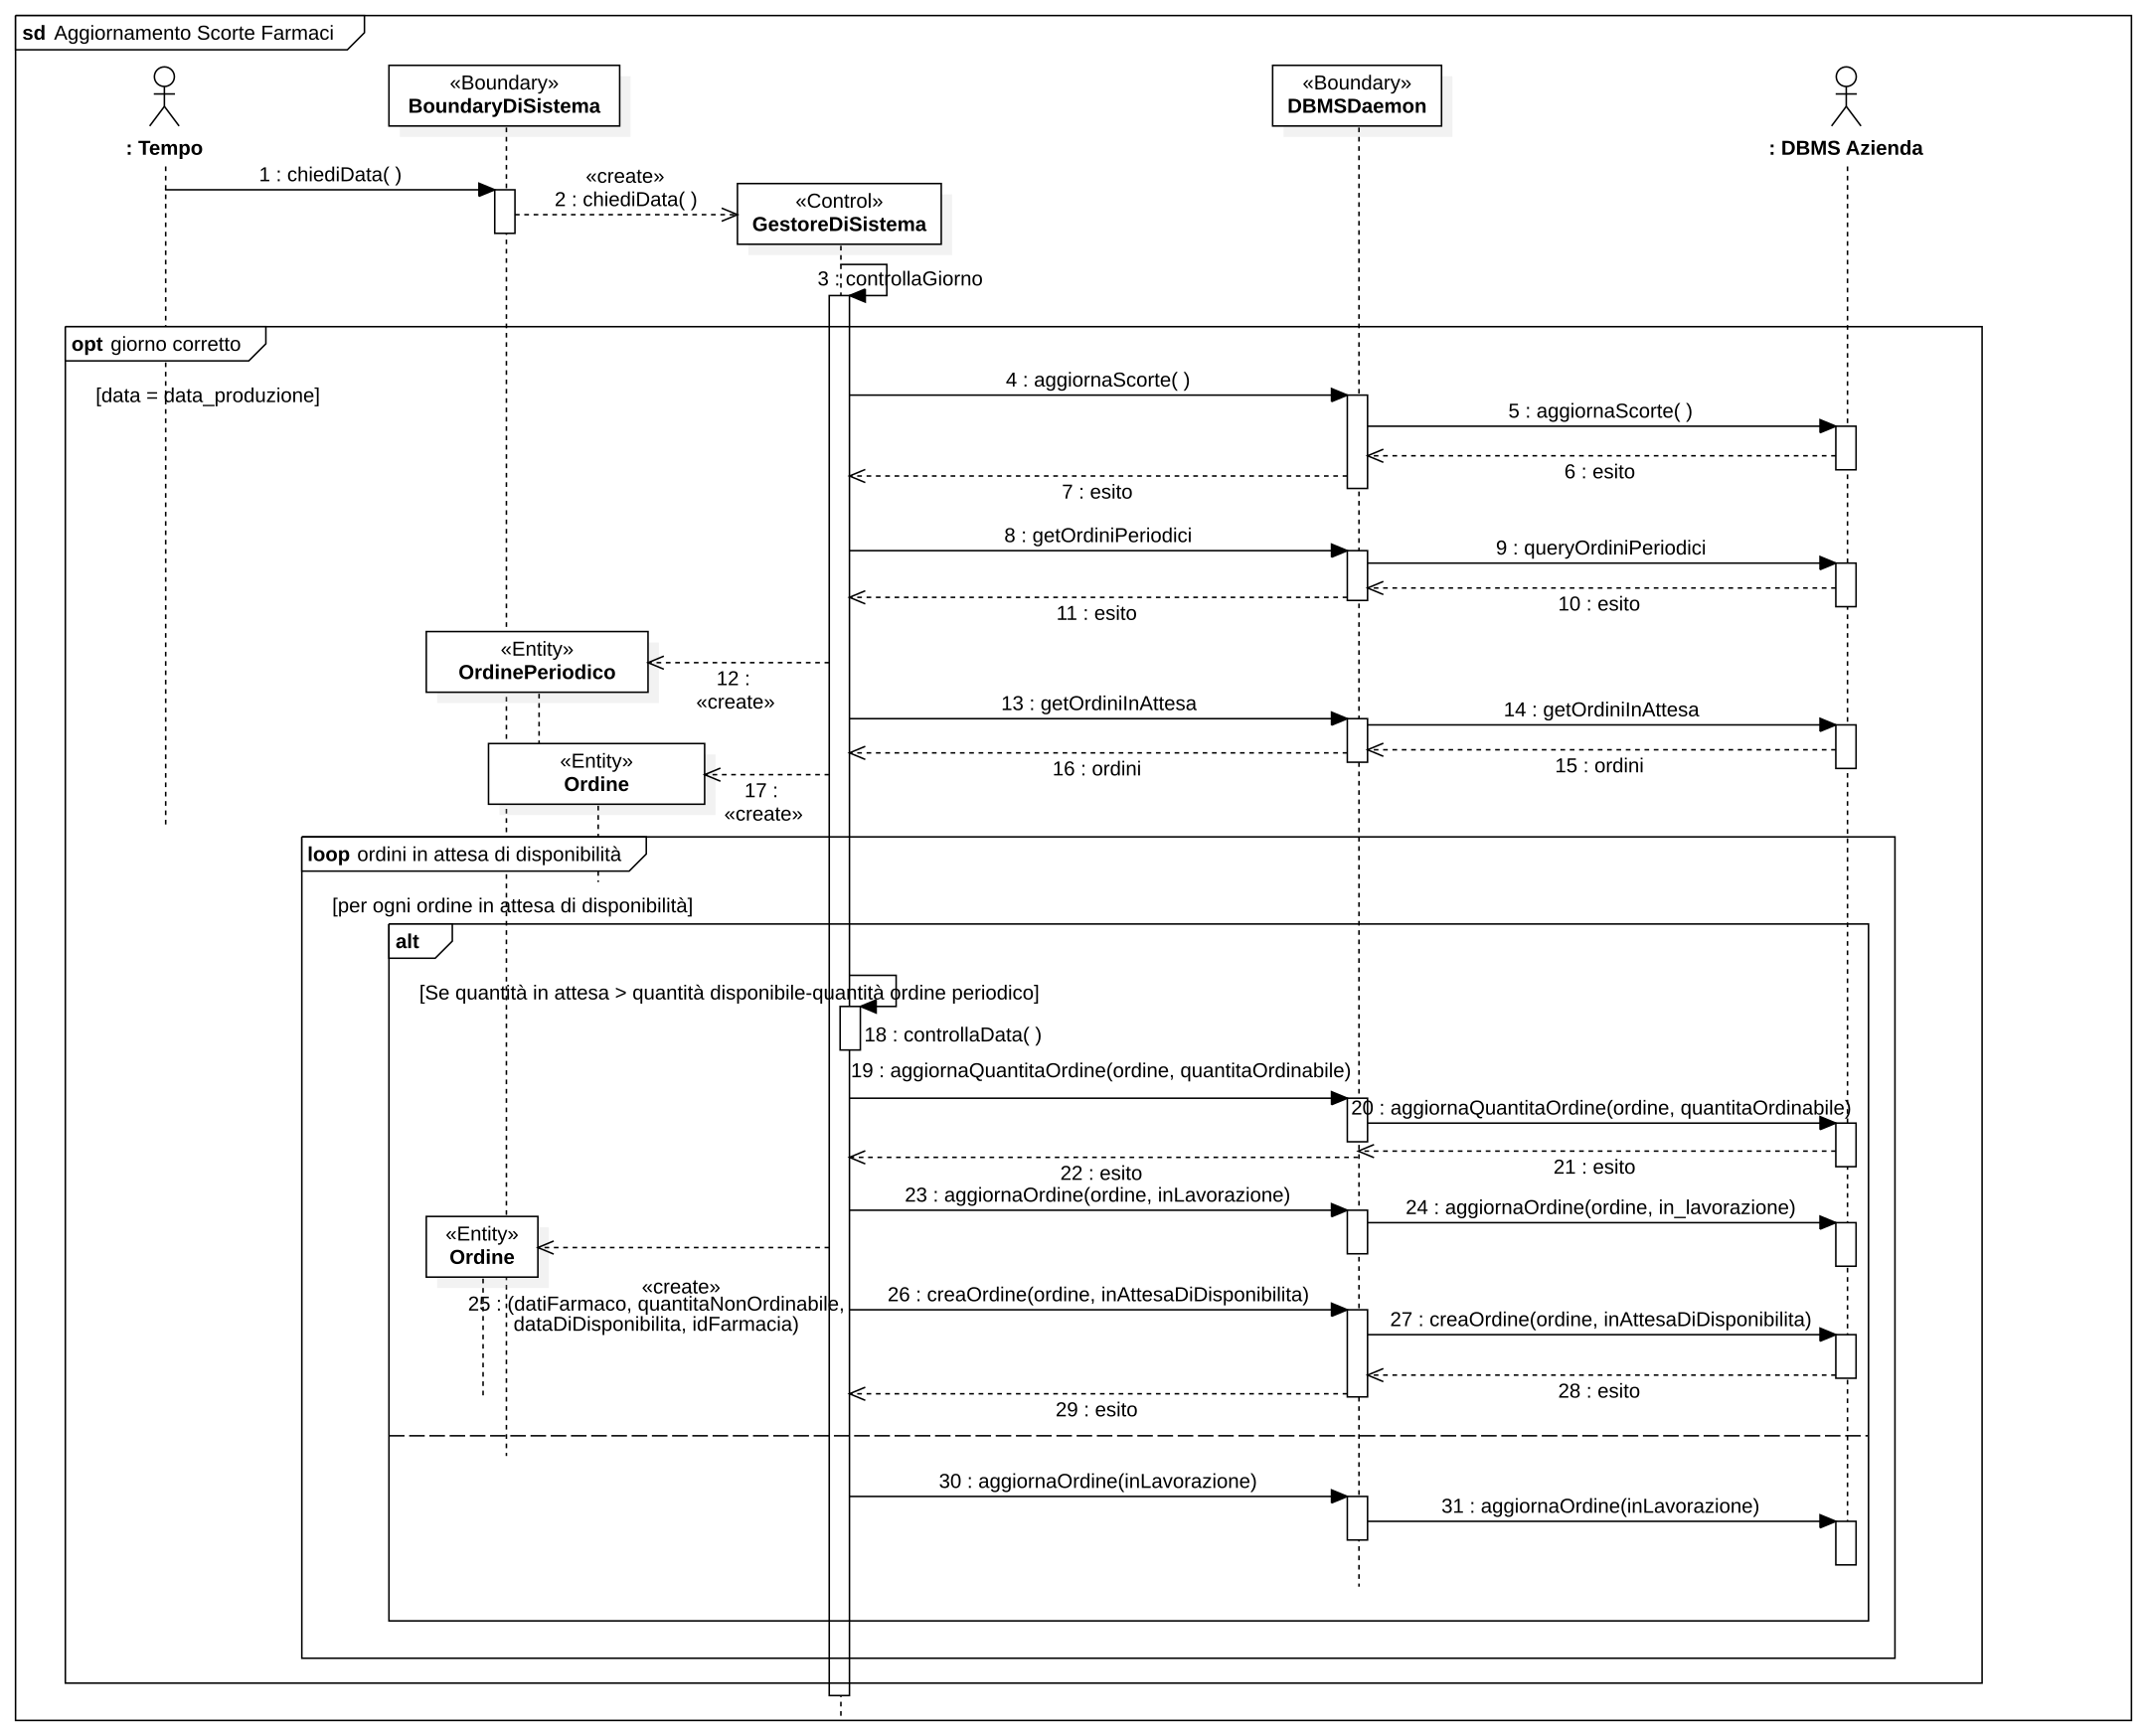 sd Aggiornamento Scorte Farmaci
«Boundary»
BoundaryDiSistema
«Boundary»
DBMSDaemon
: Tempo
: DBMS Azienda
1 : chiediData( )
«create»
2 : chiediData( )
«Control»
GestoreDiSistema
3 : controllaGiorno
opt giorno corretto
[data = data_produzione]
4 : aggiornaScorte( )
5 : aggiornaScorte( )
6 : esito
7 : esito
8 : getOrdiniPeriodici
9 : queryOrdiniPeriodici
10 : esito
11 : esito
«Entity»
OrdinePeriodico
12 :
«create»
13 : getOrdiniInAttesa
14 : getOrdiniInAttesa
15 : ordini
16 : ordini
«Entity»
Ordine
17 :
«create»
loop ordini in attesa di disponibilità
[per ogni ordine in attesa di disponibilità]
alt
[Se quantità in attesa > quantità disponibile-quantità ordine periodico]
18 : controllaData( )
19 : aggiornaQuantitaOrdine(ordine, quantitaOrdinabile)
20 : aggiornaQuantitaOrdine(ordine, quantitaOrdinabile)
21 : esito
22 : esito
23 : aggiornaOrdine(ordine, inLavorazione)
24 : aggiornaOrdine(ordine, in_lavorazione)
«Entity»
Ordine
«create»
25 : (datiFarmaco, quantitaNonOrdinabile,
dataDiDisponibilita, idFarmacia)
26 : creaOrdine(ordine, inAttesaDiDisponibilita)
27 : creaOrdine(ordine, inAttesaDiDisponibilita)
28 : esito
29 : esito
30 : aggiornaOrdine(inLavorazione)
31 : aggiornaOrdine(inLavorazione)